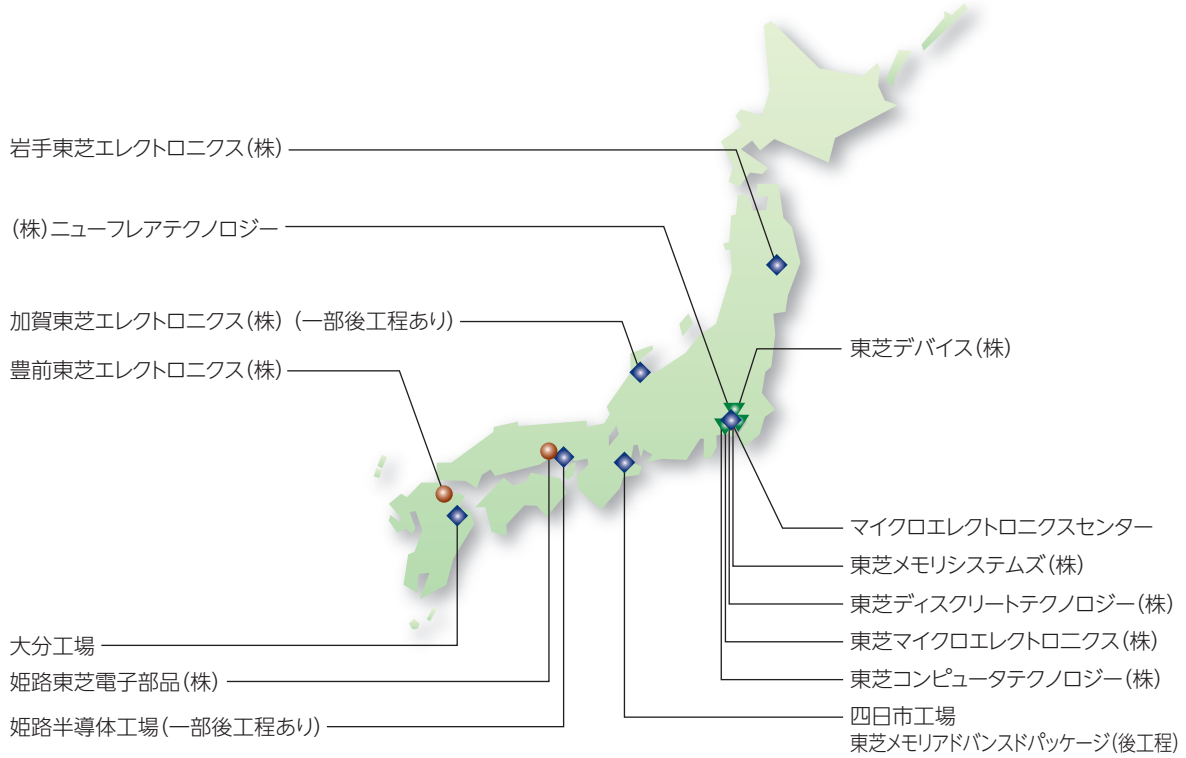 岩手東芝エレクトロニクス(株)
(株)ニューフレアテクノロジー
加賀東芝エレクトロニクス(株) (一部後工程あり)
豊前東芝エレクトロニクス(株)
大分工場
姫路東芝電子部品(株)
姫路半導体工場(一部後工程あり)
東芝デバイス(株)
マイクロエレクトロニクスセンター
東芝メモリシステムズ(株)
東芝ディスクリートテクノロジー(株)
東芝マイクロエレクトロニクス(株)
東芝コンピュータテクノロジー(株)
四日市工場
東芝メモリアドバンスドパッケージ(後工程)